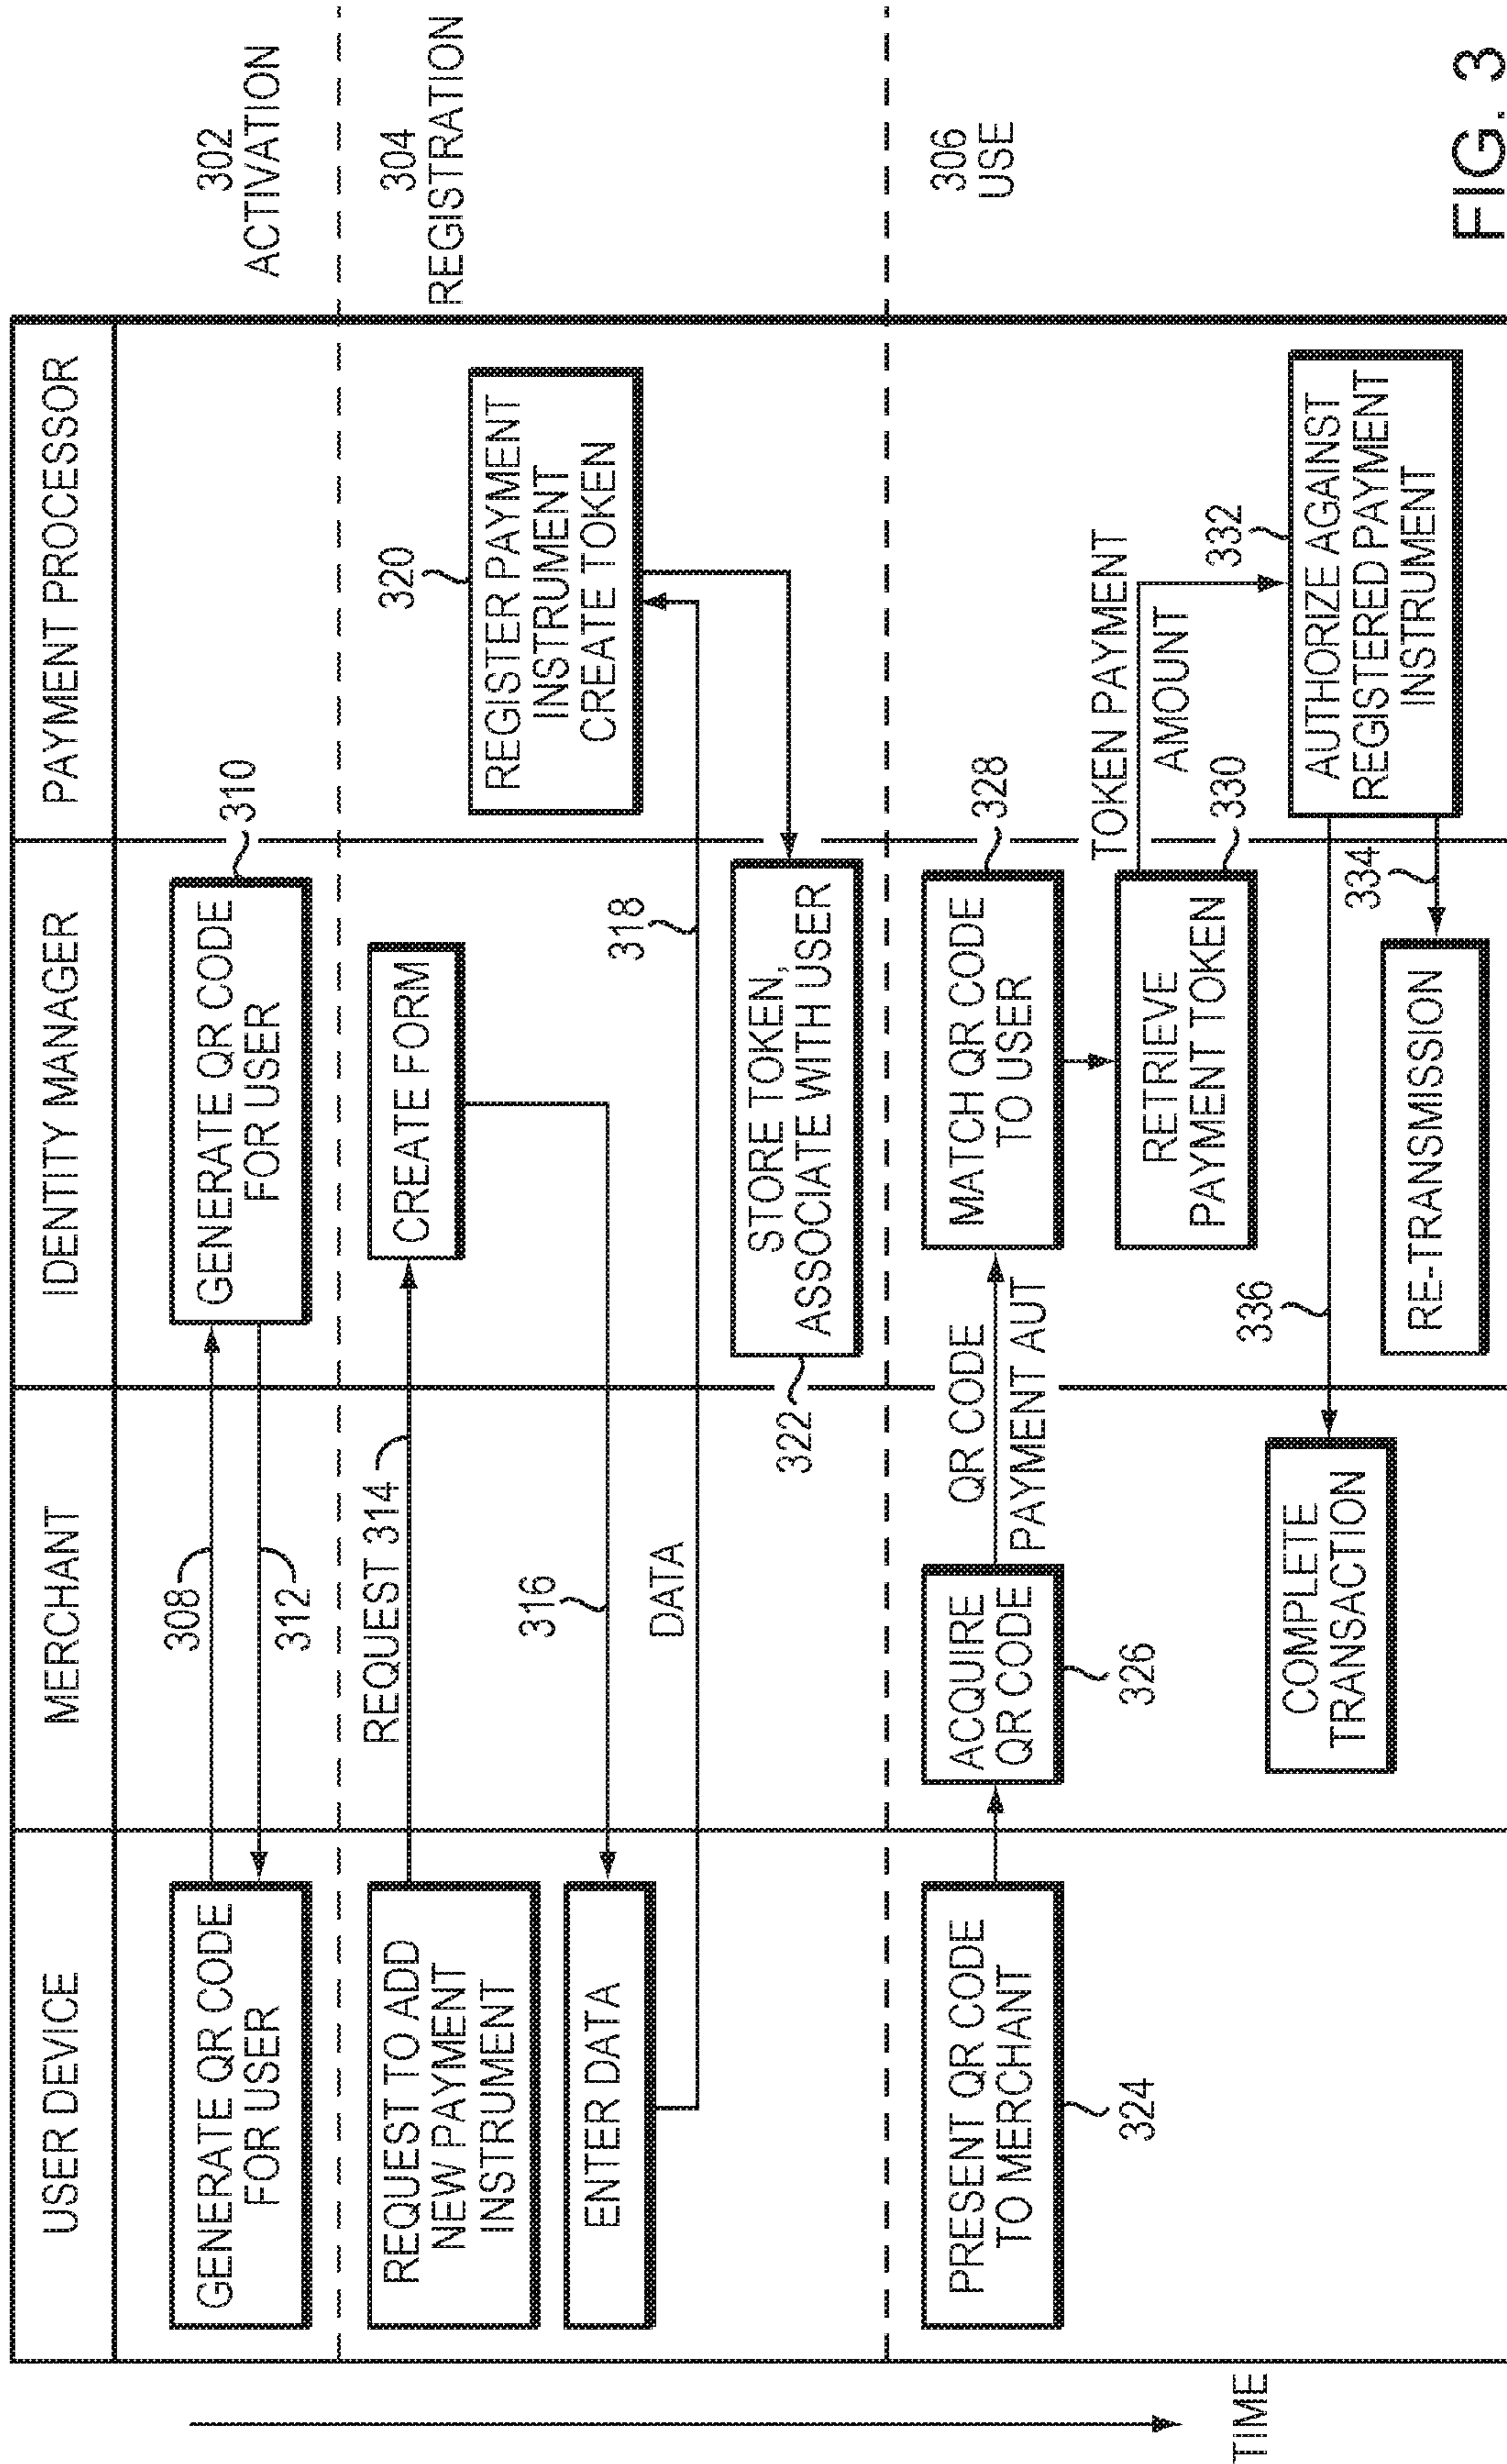 USER DEVICE
MERCHANT
IDENTITY MANAGER
PAYMENT PROCESSOR
302
ACTIVATION
GENERATE QR CODE
FOR USER
308
312
GENERATE QR CODE
FOR USER
310
304
REGISTRATION
REQUEST TO ADD
NEW PAYMENT
INSTRUMENT
REQUEST 314
CREATE FORM
320
REGISTER PAYMENT
INSTRUMENT
CREATE TOKEN
316
ENTER DATA
DATA
318
STORE TOKEN,
ASSOCIATE WITH USER
322
306
USE
PRESENT QR CODE
TO MERCHANT
324
ACQUIRE
QR CODE
326
QR CODE
PAYMENT AUT
MATCH QR CODE
TO USER
328
RETRIEVE
PAYMENT TOKEN
330
TOKEN PAYMENT
AMOUNT
332
AUTHORIZE AGAINST
REGISTERED PAYMENT
INSTRUMENT
334
336
COMPLETE
TRANSACTION
RE-TRANSMISSION
TIME
FIG. 3